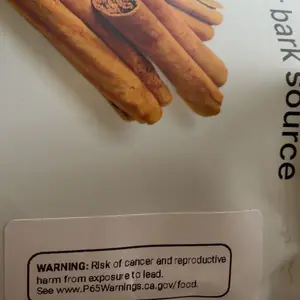 bark
source
WARNING: Risk of cancer and reproductive
harm from exposure to lead.
See www.P65Warnings.ca.gov/food.